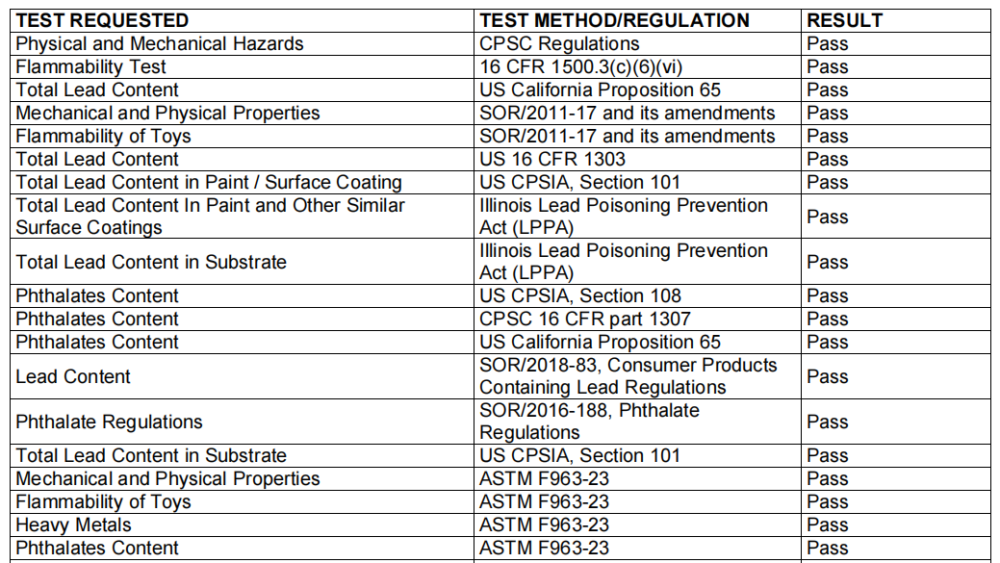 TEST REQUESTED TEST METHOD/REGULATION RESULT
Physical and Mechanical Hazards CPSC Regulations Pass
Flammability Test 16 CFR 1500.3(c)(6)(vi) Pass
Total Lead Content US California Proposition 65 Pass
Mechanical and Physical Properties SOR/2011-17 and its amendments Pass
Flammability of Toys SOR/2011-17 and its amendments Pass
Total Lead Content US 16 CFR 1303 Pass
Total Lead Content in Paint / Surface Coating US CPSIA, Section 101 Pass
Total Lead Content In Paint and Other Similar
Surface Coatings
Illinois Lead Poisoning Prevention
Act (LPPA)
Pass
Total Lead Content in Substrate
Illinois Lead Poisoning Prevention
Act (LPPA)
Pass
Phthalates Content US CPSIA, Section 108 Pass
Phthalates Content CPSC 16 CFR part 1307 Pass
Phthalates Content US California Proposition 65 Pass
Lead Content
SOR/2018-83, Consumer Products
Containing Lead Regulations
Pass
Phthalate Regulations
SOR/2016-188, Phthalate
Regulations
Pass
Total Lead Content in Substrate US CPSIA, Section 101 Pass
Mechanical and Physical Properties ASTM F963-23 Pass
Flammability of Toys ASTM F963-23 Pass
Heavy Metals ASTM F963-23 Pass
Phthalates Content ASTM F963-23 Pass